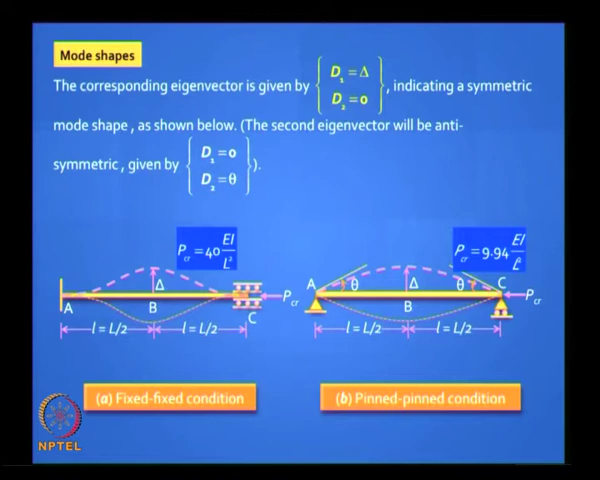 Mode shapes
The corresponding eigenvector is given by { D₁ = Δ
D₂ = 0 }, indicating a symmetric
mode shape, as shown below. (The second eigenvector will be anti-
symmetric, given by { D₁ = 0
D₂ = θ }).
P_cr = 40 EI/L²
P_cr = 9.94 EI/L²
A B Δ C P_cr
A θ Δ θ C P_cr B
l = L/2 l = L/2
l = L/2 l = L/2
(a) Fixed-fixed condition
(b) Pinned-pinned condition
NPTEL